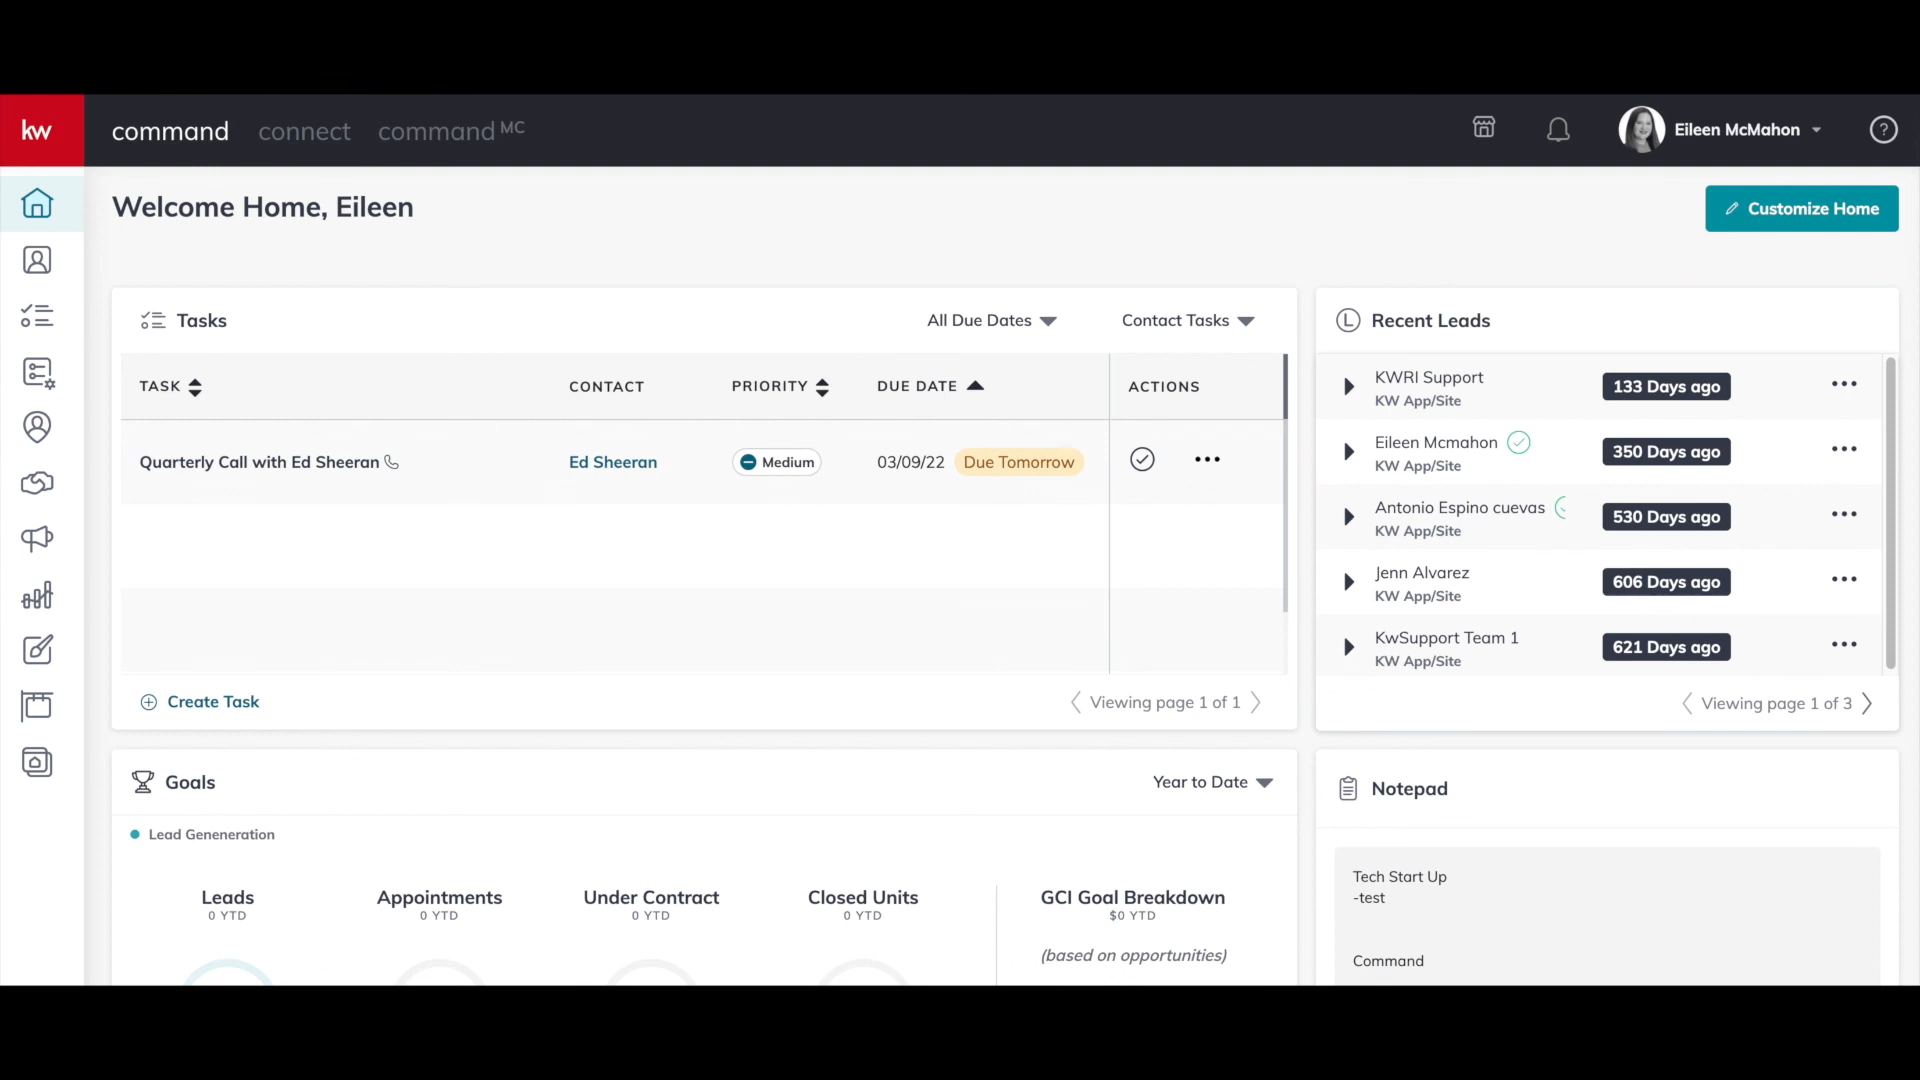 kw command connect command MC Eileen McMahon ?
Welcome Home, Eileen
Customize Home
Tasks All Due Dates Contact Tasks
TASK CONTACT PRIORITY DUE DATE ACTIONS
Quarterly Call with Ed Sheeran Ed Sheeran Medium 03/09/22 Due Tomorrow
Create Task Viewing page 1 of 1
L Recent Leads
KWRI Support
KW App/Site
133 Days ago
Eileen Mcmahon
KW App/Site
350 Days ago
Antonio Espino cuevas
KW App/Site
530 Days ago
Jenn Alvarez
KW App/Site
606 Days ago
KwSupport Team 1
KW App/Site
621 Days ago
Viewing page 1 of 3
Goals Year to Date
Lead Geneneration
Leads
0 YTD
Appointments
0 YTD
Under Contract
0 YTD
Closed Units
0 YTD
GCI Goal Breakdown
$0 YTD
(based on opportunities)
Notepad
Tech Start Up
-test
Command